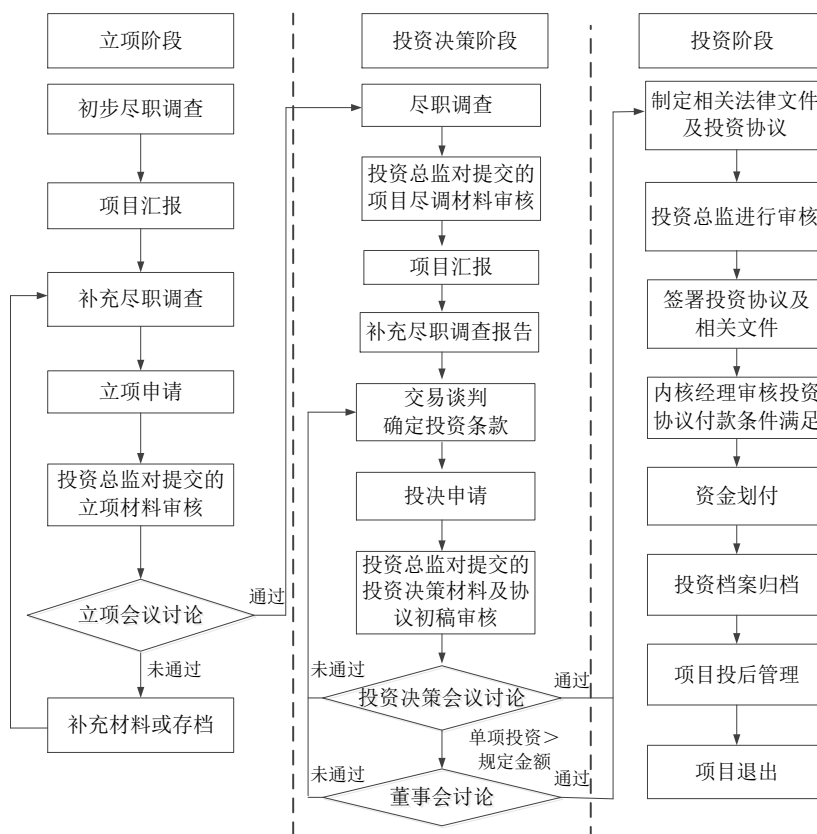 立项阶段
初步尽职调查
项目汇报
补充尽职调查
立项申请
投资总监对提交的
立项材料审核
立项会议讨论
通过
未通过
补充材料或存档
投资决策阶段
尽职调查
投资总监对提交的
项目尽调材料审核
项目汇报
补充尽职调查报告
交易谈判
确定投资条款
投决申请
投资总监对提交的
投资决策材料及协
议初稿审核
未通过
投资决策会议讨论
通过
单项投资＞
规定金额
未通过
董事会讨论
通过
投资阶段
制定相关法律文件
及投资协议
投资总监进行审核
签署投资协议及
相关文件
内核经理审核投资
协议付款条件满足
资金划付
投资档案归档
项目投后管理
项目退出